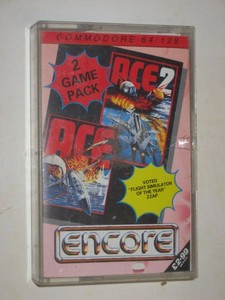 COMMODORE 64/128
2
GAME
PACK
ACE 2
ACE
VOTED
"FLIGHT SIMULATOR
OF THE YEAR"
ZZAP
encore
£2.99